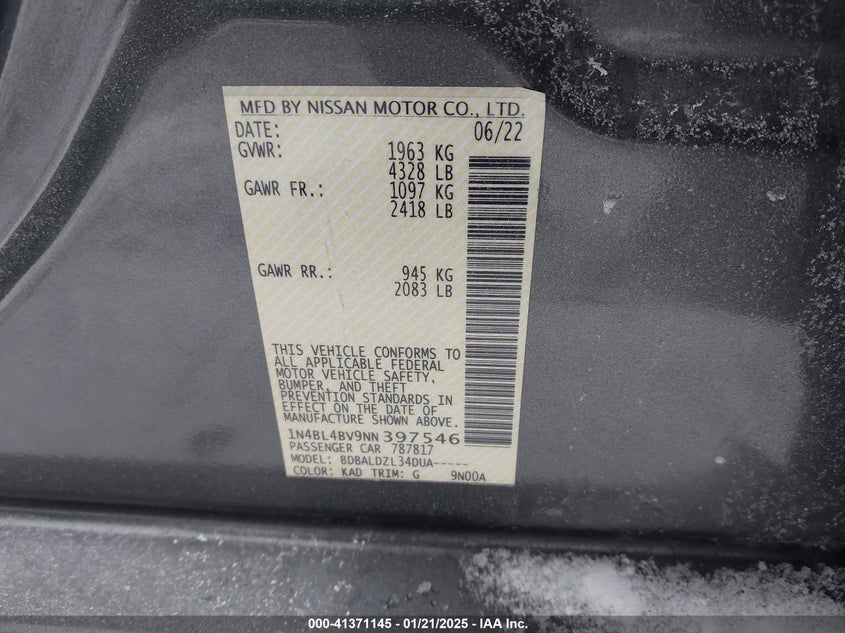 MFD BY NISSAN MOTOR CO., LTD.
DATE: 06/22
GVWR: 1963 KG
4328 LB
GAWR FR.: 1097 KG
2418 LB
GAWR RR.: 945 KG
2083 LB
THIS VEHICLE CONFORMS TO
ALL APPLICABLE FEDERAL
MOTOR VEHICLE SAFETY,
BUMPER, AND THEFT
PREVENTION STANDARDS IN
EFFECT ON THE DATE OF
MANUFACTURE SHOWN ABOVE.
1N4BL4BV9NN397546
PASSENGER CAR 787817
MODEL: BDBALDZL34DUA-----
COLOR: KAD TRIM: G 9N00A
000-41371145 - 01/21/2025 - IAA Inc.